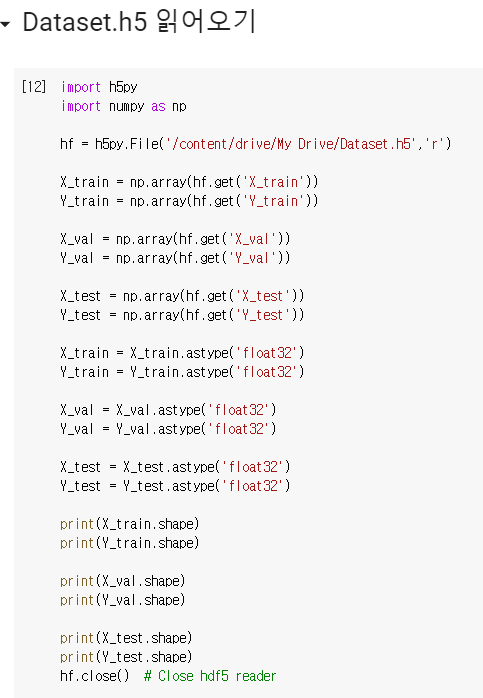 Dataset.h5 읽어오기
[12] import h5py
import numpy as np
hf = h5py.File('/content/drive/My Drive/Dataset.h5','r')
X_train = np.array(hf.get('X_train'))
Y_train = np.array(hf.get('Y_train'))
X_val = np.array(hf.get('X_val'))
Y_val = np.array(hf.get('Y_val'))
X_test = np.array(hf.get('X_test'))
Y_test = np.array(hf.get('Y_test'))
X_train = X_train.astype('float32')
Y_train = Y_train.astype('float32')
X_val = X_val.astype('float32')
Y_val = Y_val.astype('float32')
X_test = X_test.astype('float32')
Y_test = Y_test.astype('float32')
print(X_train.shape)
print(Y_train.shape)
print(X_val.shape)
print(Y_val.shape)
print(X_test.shape)
print(Y_test.shape)
hf.close()  # Close hdf5 reader